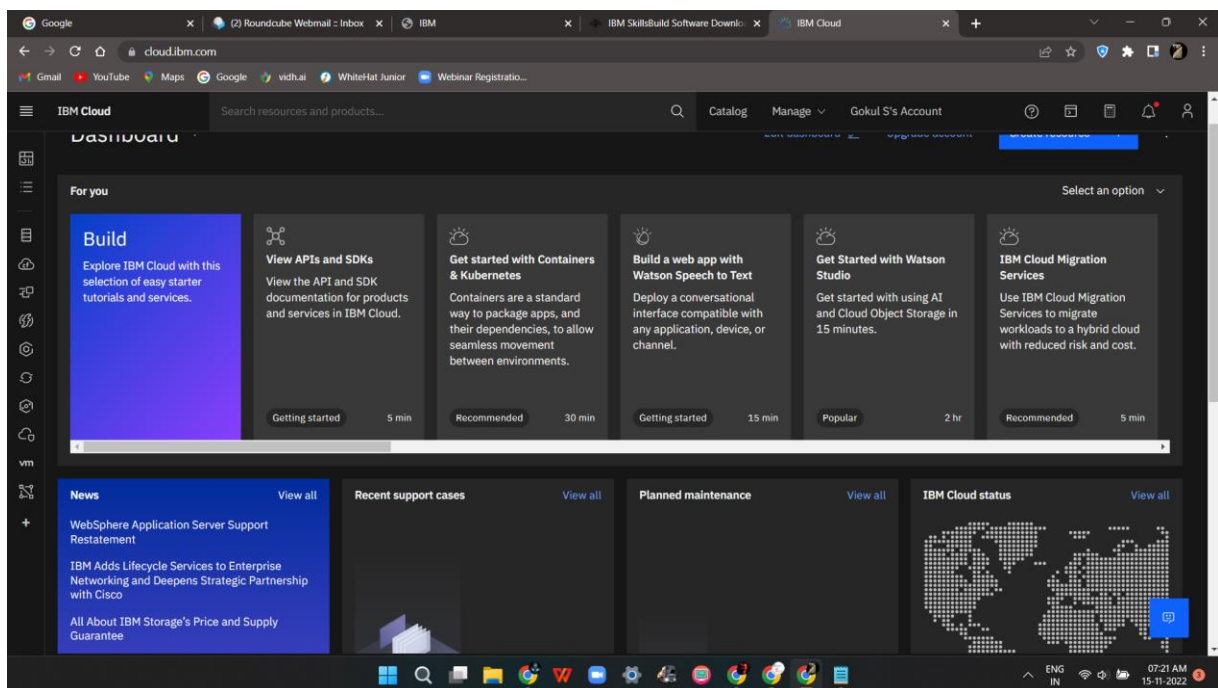 Google
(2) Roundcube Webmail :: Inbox
IBM
IBM SkillsBuild Software Downlo
IBM Cloud
cloud.ibm.com
Gmail
YouTube
Maps
Google
vidh.ai
WhiteHat Junior
Webinar Registratio...
IBM Cloud
Search resources and products...
Catalog
Manage
Gokul S's Account
Dashboard
Edit dashboard
Upgrade account
Create resource
For you
Select an option
Build
Explore IBM Cloud with this
selection of easy starter
tutorials and services.
View APIs and SDKs
View the API and SDK
documentation for products
and services in IBM Cloud.
Getting started 5 min
Get started with Containers
& Kubernetes
Containers are a standard
way to package apps, and
their dependencies, to allow
seamless movement
between environments.
Recommended 30 min
Build a web app with
Watson Speech to Text
Deploy a conversational
interface compatible with
any application, device, or
channel.
Getting started 15 min
Get Started with Watson
Studio
Get started with using AI
and Cloud Object Storage in
15 minutes.
Popular 2 hr
IBM Cloud Migration
Services
Use IBM Cloud Migration
Services to migrate
workloads to a hybrid cloud
with reduced risk and cost.
Recommended 5 min
vm
News View all
WebSphere Application Server Support
Restatement
IBM Adds Lifecycle Services to Enterprise
Networking and Deepens Strategic Partnership
with Cisco
All About IBM Storage's Price and Supply
Guarantee
Recent support cases View all
Planned maintenance View all
IBM Cloud status View all
ENG
IN
07:21 AM
15-11-2022
3